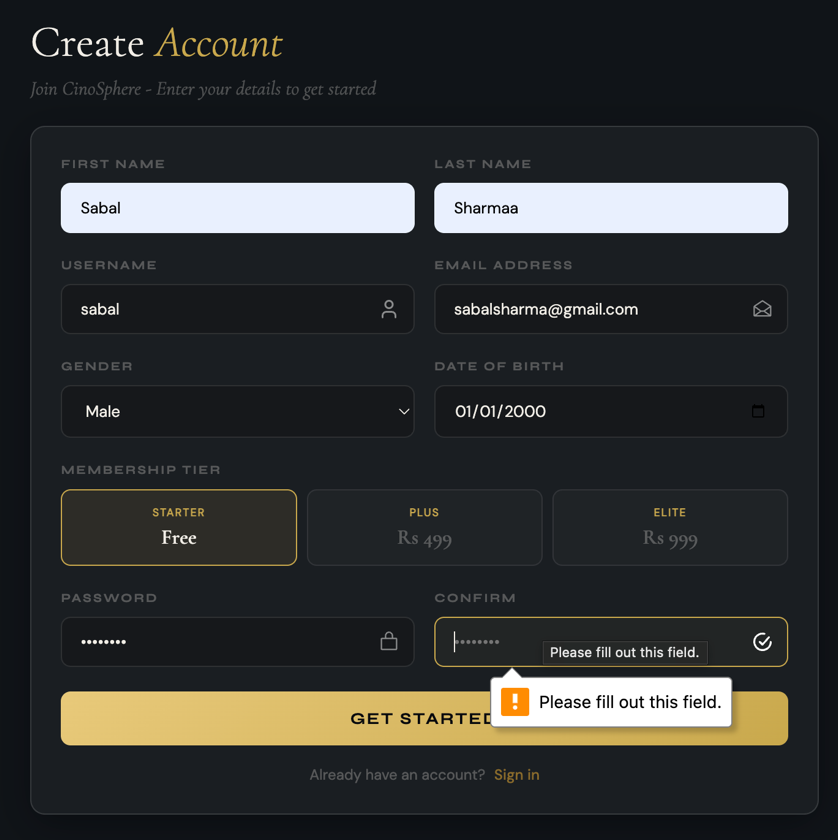 Create Account
Join CinoSphere - Enter your details to get started
FIRST NAME
LAST NAME
Sabal
Sharmaa
USERNAME
EMAIL ADDRESS
sabal
sabalsharma@gmail.com
GENDER
DATE OF BIRTH
Male
01/01/2000
MEMBERSHIP TIER
STARTER
PLUS
ELITE
Free
Rs 499
Rs 999
PASSWORD
CONFIRM
••••••••
••••••••
Please fill out this field.
Please fill out this field.
GET STARTED
Already have an account? Sign in